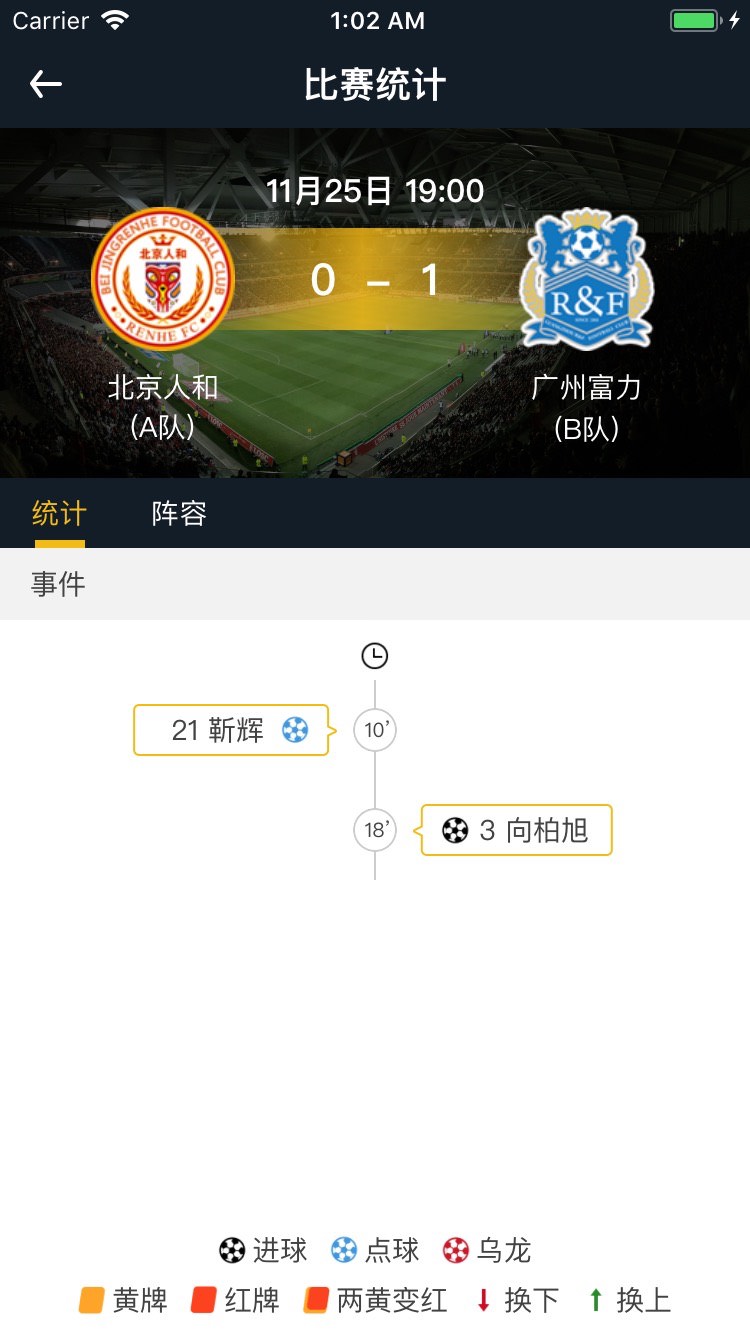 Carrier 1:02 AM
比赛统计
11月25日 19:00
BEIJINGRENHE FOOTBALL CLUB
北京人和
RENHE FC
0 – 1
R&F
北京人和
(A队)
广州富力
(B队)
统计 阵容
事件
21 靳辉 10’
18’ 3 向柏旭
进球 点球 乌龙
黄牌 红牌 两黄变红 换下 换上